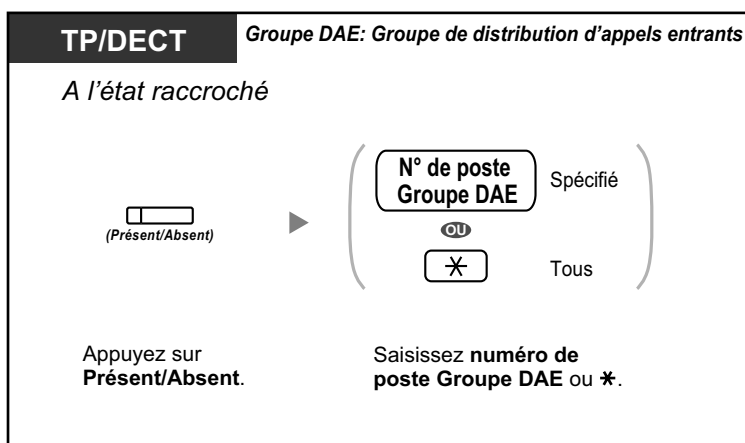 TP/DECT
Groupe DAE: Groupe de distribution d'appels entrants
A l'état raccroché
N° de poste
Groupe DAE
Spécifié
OU
(Présent/Absent)
Tous
Appuyez sur
Présent/Absent.
Saisissez numéro de
poste Groupe DAE ou *.